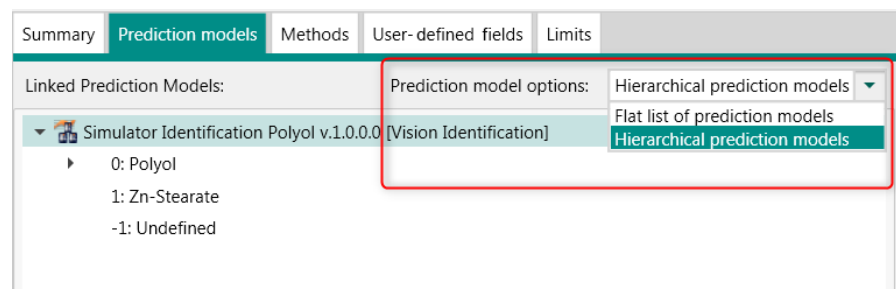 Summary Prediction models Methods User-defined fields Limits
Linked Prediction Models: Prediction model options: Hierarchical prediction models
Flat list of prediction models
Simulator Identification Polyol v.1.0.0.0 [Vision Identification] Hierarchical prediction models
0: Polyol
1: Zn-Stearate
-1: Undefined